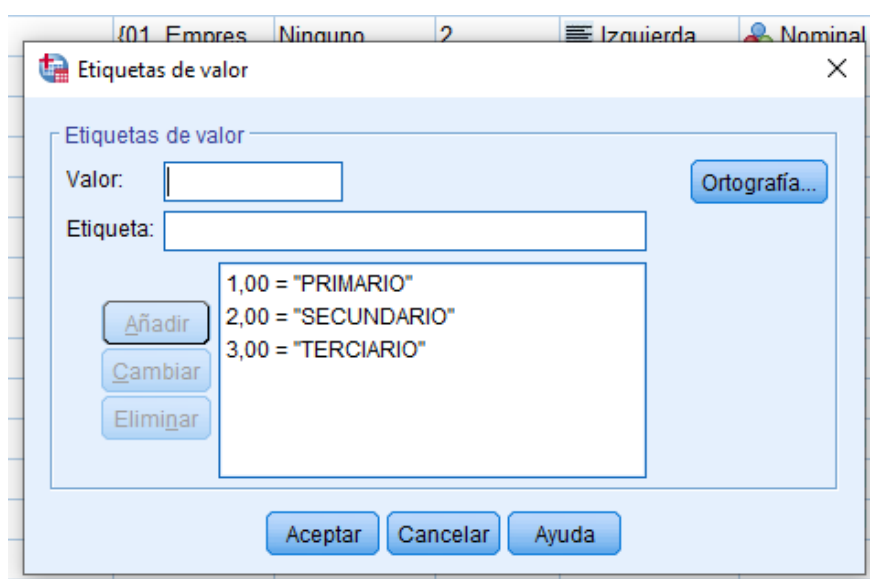 {01 Empres Ninguno 2 Izquierda Nominal
Etiquetas de valor
Etiquetas de valor
Valor:
Ortografía...
Etiqueta:
1,00 = "PRIMARIO"
2,00 = "SECUNDARIO"
3,00 = "TERCIARIO"
Añadir
Cambiar
Eliminar
Aceptar Cancelar Ayuda